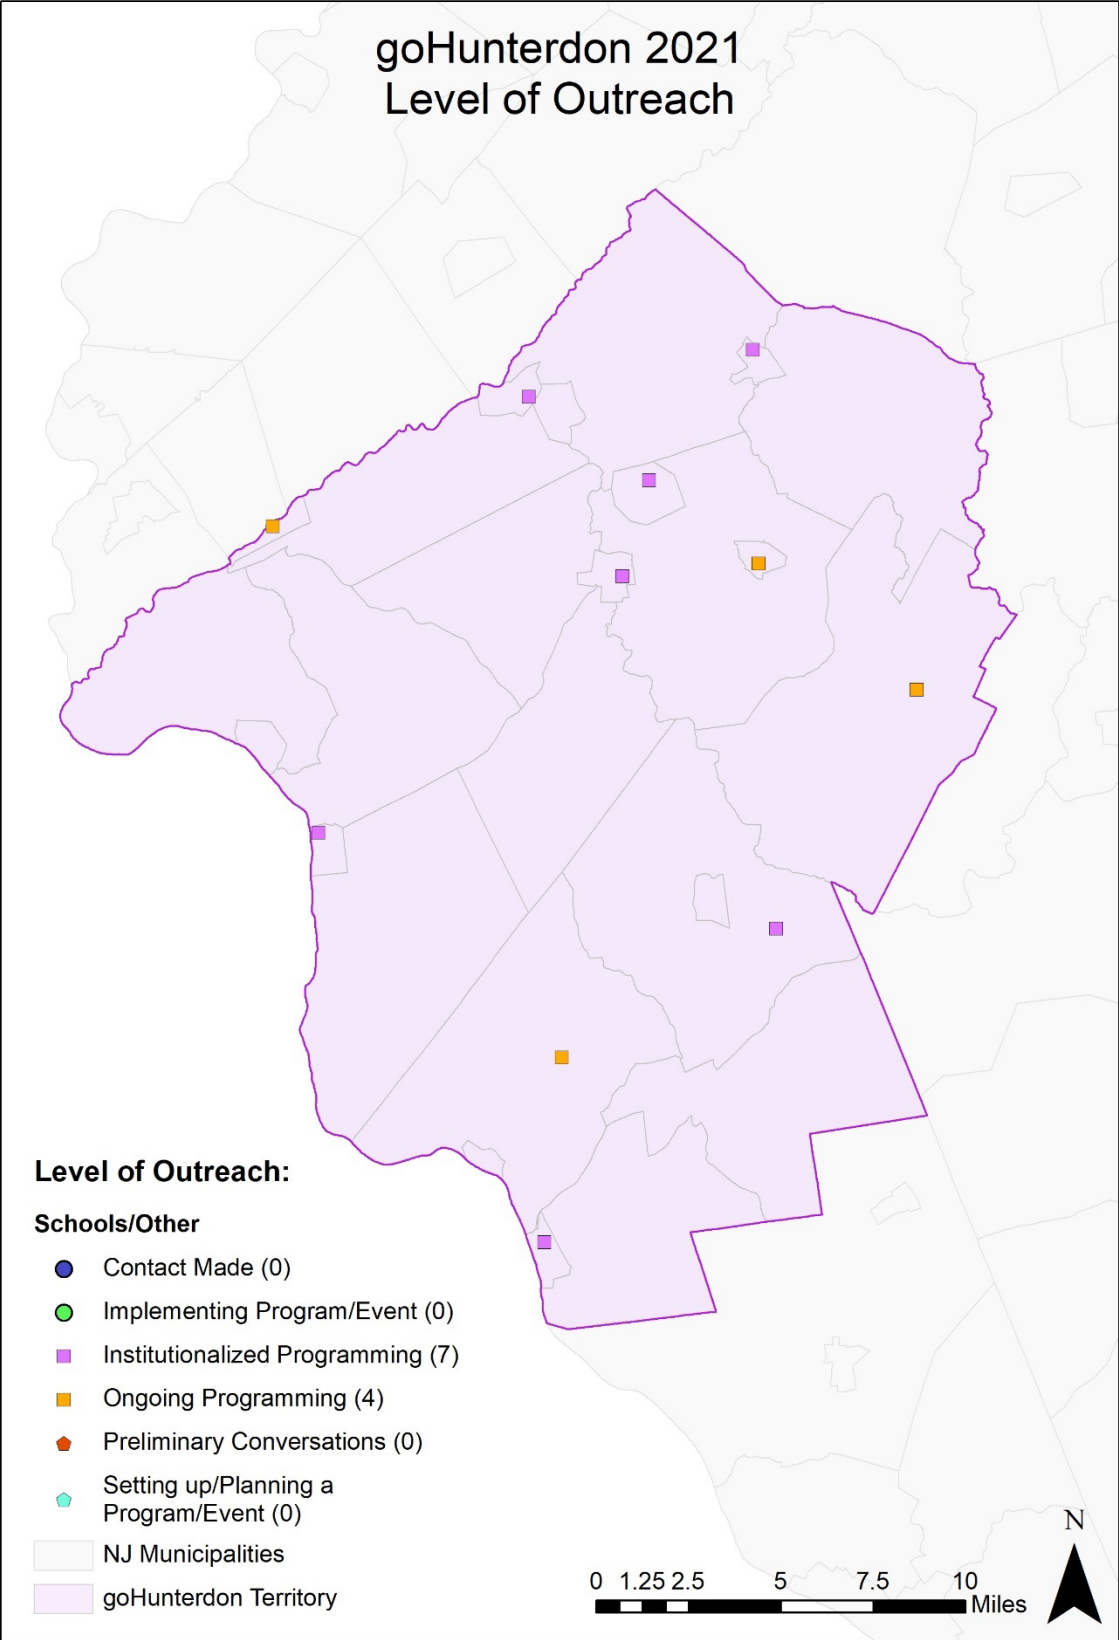 goHunterdon 2021
Level of Outreach
Level of Outreach:
Schools/Other
Contact Made (0)
Implementing Program/Event (0)
Institutionalized Programming (7)
Ongoing Programming (4)
Preliminary Conversations (0)
Setting up/Planning a
Program/Event (0)
NJ Municipalities
goHunterdon Territory
N
0 1.25 2.5 5 7.5 10
Miles